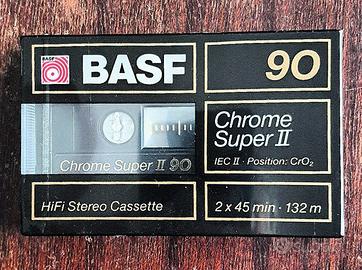 BASF
BASF
90
Chrome
Super II
IEC II · Position: CrO₂
Chrome Super II 90
HiFi Stereo Cassette
2 x 45 min · 132 m